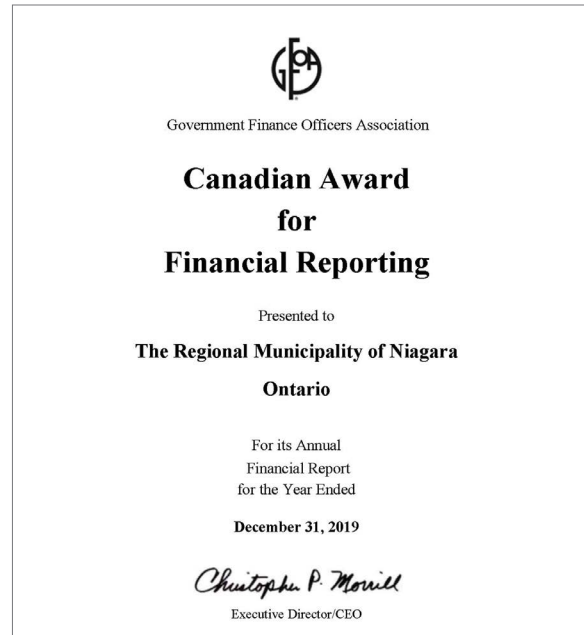 GFOA
Government Finance Officers Association
Canadian Award
for
Financial Reporting
Presented to
The Regional Municipality of Niagara
Ontario
For its Annual
Financial Report
for the Year Ended
December 31, 2019
Christopher P. Morrill
Executive Director/CEO